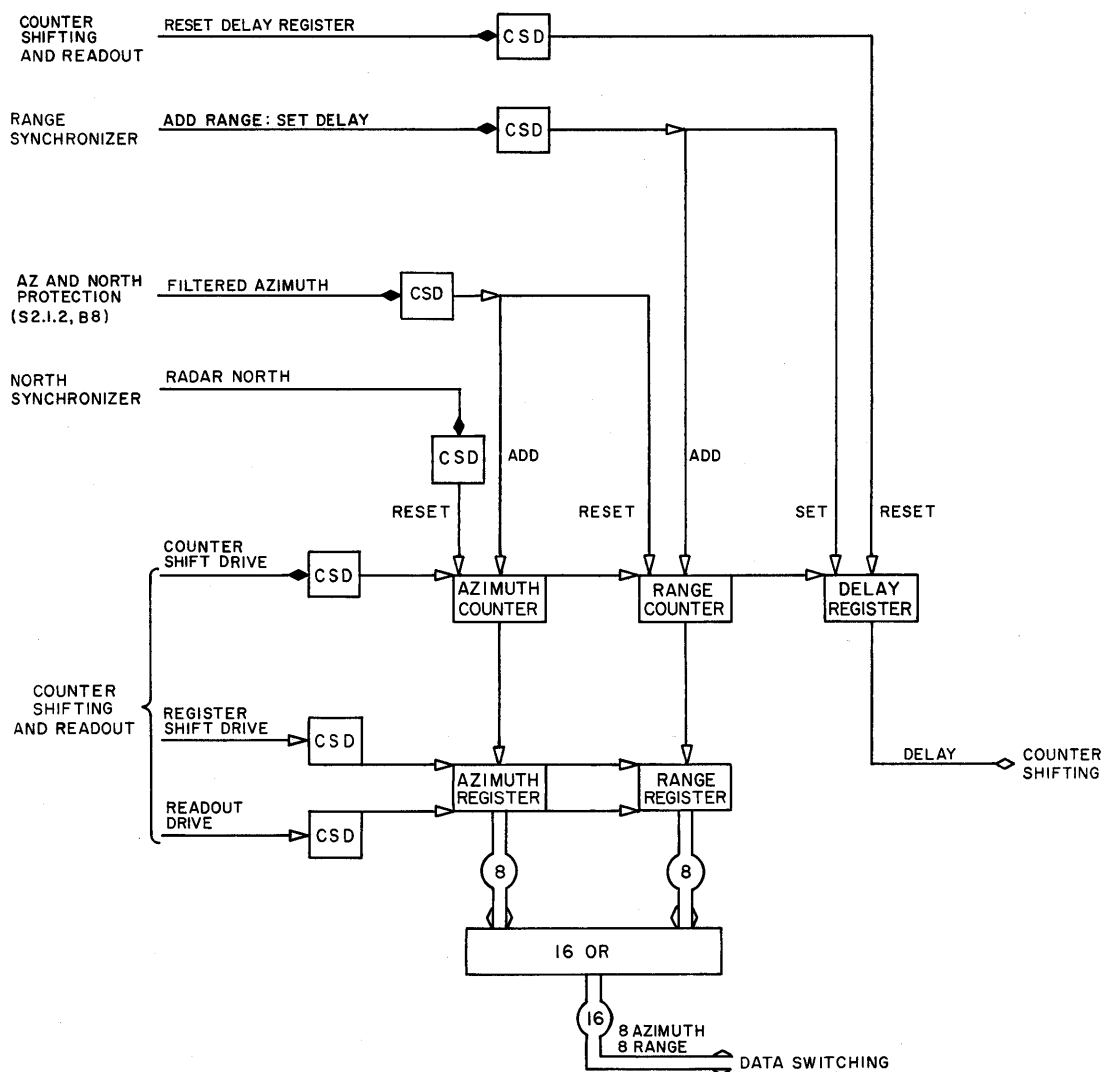 COUNTER
SHIFTING
AND READOUT
RESET DELAY REGISTER
CSD
RANGE
SYNCHRONIZER
ADD RANGE: SET DELAY
CSD
AZ AND NORTH
PROTECTION
(S2.1.2, B8)
FILTERED AZIMUTH
CSD
NORTH
SYNCHRONIZER
RADAR NORTH
CSD
ADD
ADD
RESET
RESET
SET
RESET
COUNTER
SHIFT DRIVE
CSD
AZIMUTH
COUNTER
RANGE
COUNTER
DELAY
REGISTER
COUNTER
SHIFTING
AND READOUT
REGISTER
SHIFT DRIVE
CSD
AZIMUTH
REGISTER
RANGE
REGISTER
DELAY
COUNTER
SHIFTING
READOUT
DRIVE
CSD
8
8
16 OR
16
8 AZIMUTH
8 RANGE
DATA SWITCHING